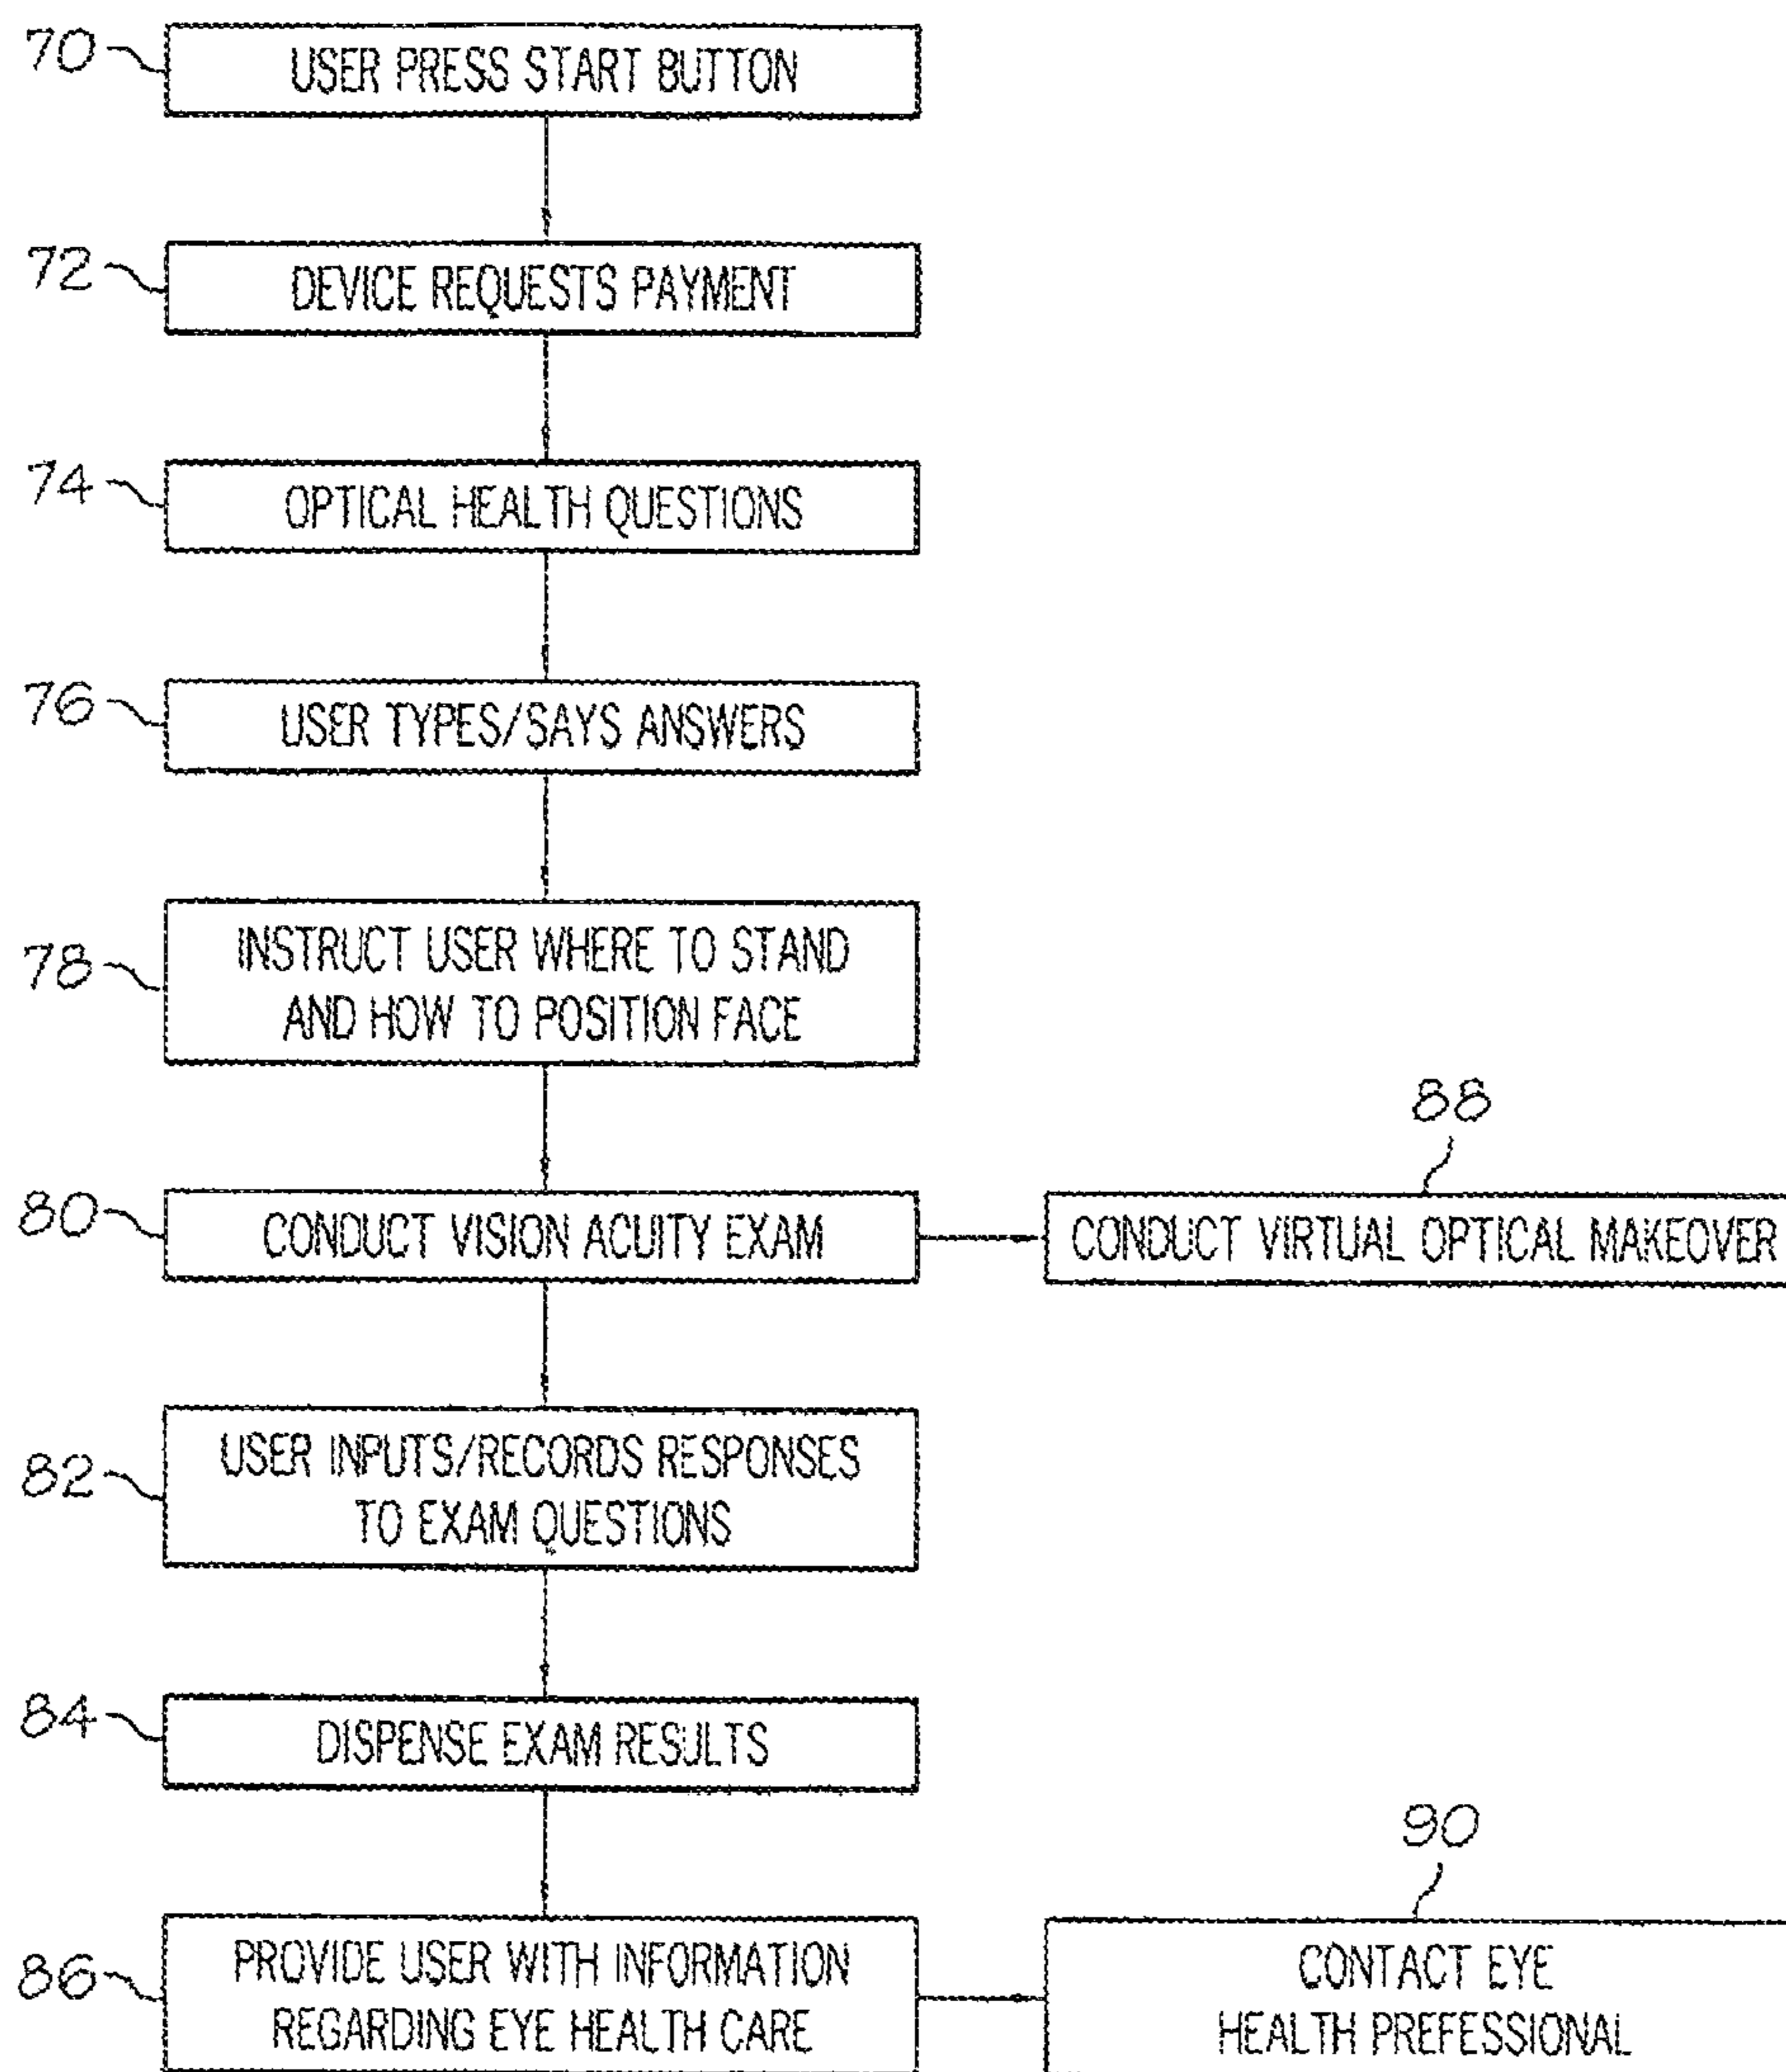 70
USER PRESS START BUTTON
72
DEVICE REQUESTS PAYMENT
74
OPTICAL HEALTH QUESTIONS
76
USER TYPES/SAYS ANSWERS
78
INSTRUCT USER WHERE TO STAND
AND HOW TO POSITION FACE
80
CONDUCT VISION ACUITY EXAM
88
CONDUCT VIRTUAL OPTICAL MAKEOVER
82
USER INPUTS/RECORDS RESPONSES
TO EXAM QUESTIONS
84
DISPENSE EXAM RESULTS
86
PROVIDE USER WITH INFORMATION
REGARDING EYE HEALTH CARE
90
CONTACT EYE
HEALTH PREFESSIONAL